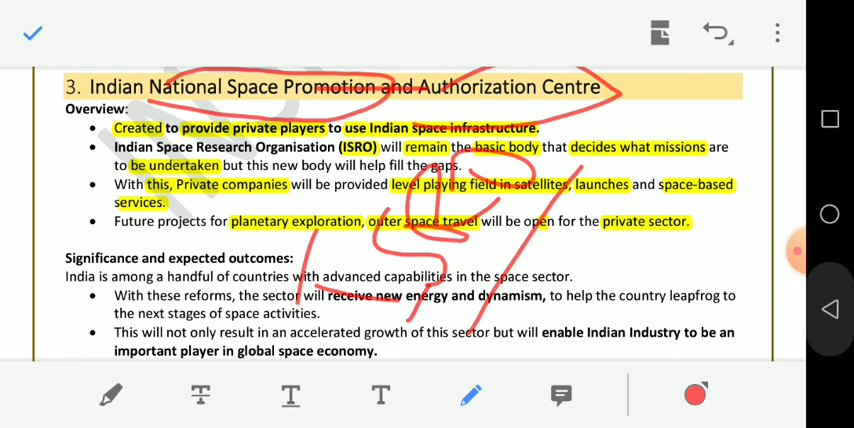 3. Indian National Space Promotion and Authorization Centre
Overview:
• Created to provide private players to use Indian space infrastructure.
• Indian Space Research Organisation (ISRO) will remain the basic body that decides what missions are
to be undertaken but this new body will help fill the gaps.
• With this, Private companies will be provided level playing field in satellites, launches and space-based
services.
• Future projects for planetary exploration, outer space travel will be open for the private sector.
Significance and expected outcomes:
India is among a handful of countries with advanced capabilities in the space sector.
• With these reforms, the sector will receive new energy and dynamism, to help the country leapfrog to
the next stages of space activities.
• This will not only result in an accelerated growth of this sector but will enable Indian Industry to be an
important player in global space economy.
T T T